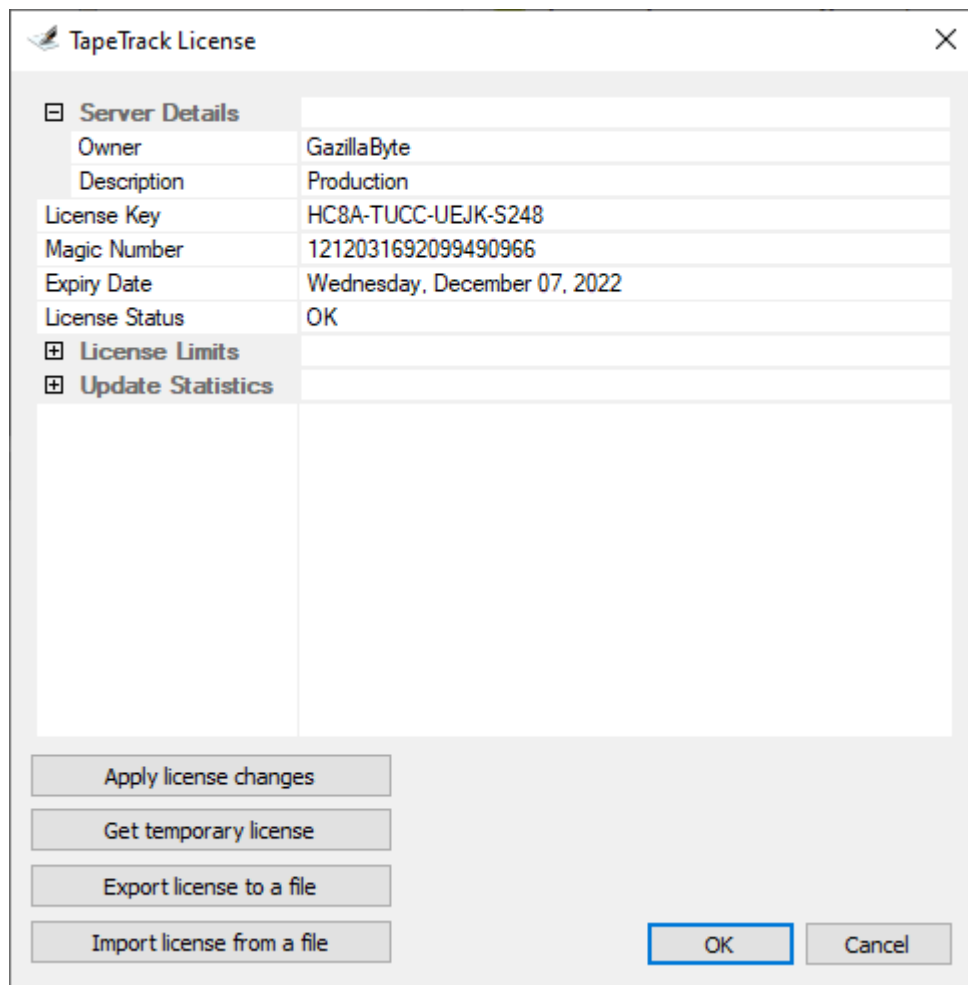 TapeTrack License
Server Details
Owner GazillaByte
Description Production
License Key HC8A-TUCC-UEJK-S248
Magic Number 1212031692099490966
Expiry Date Wednesday, December 07, 2022
License Status OK
License Limits
Update Statistics
Apply license changes
Get temporary license
Export license to a file
Import license from a file
OK Cancel